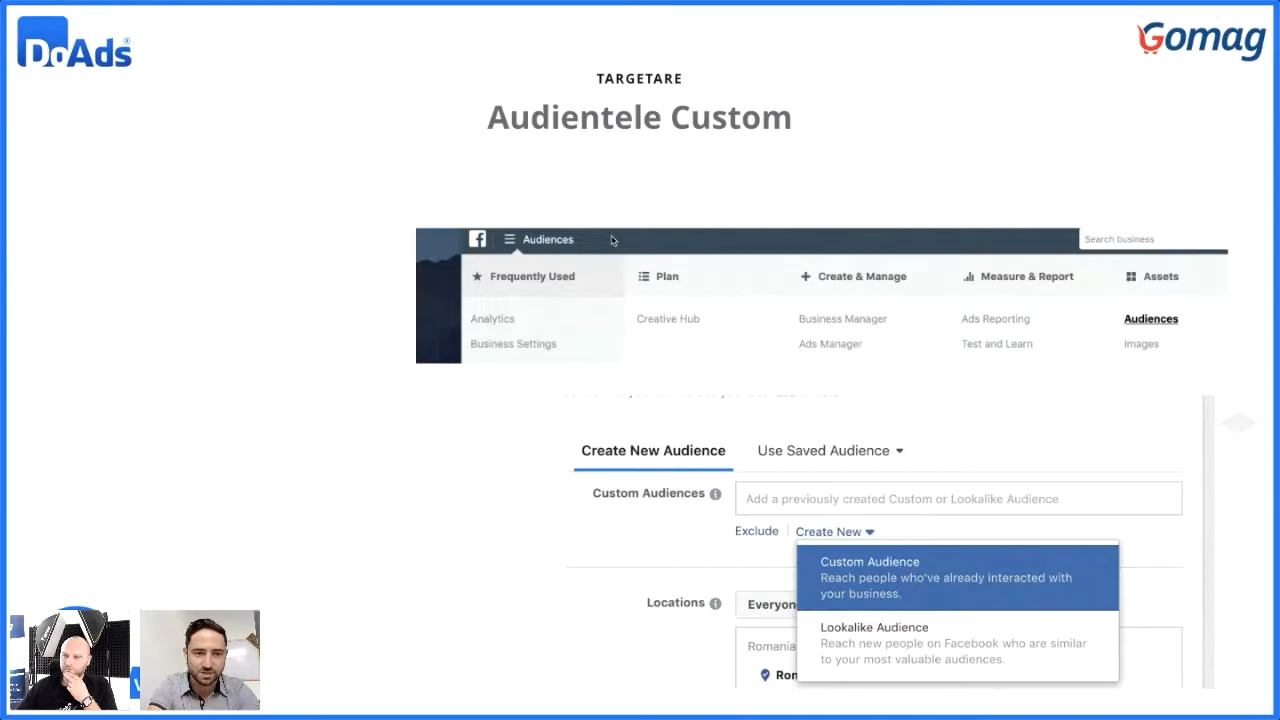 DoAds®
Gomag
TARGETARE
Audientele Custom
Audiences
Search business
Frequently Used
Plan
Create & Manage
Measure & Report
Assets
Analytics
Creative Hub
Business Manager
Ads Reporting
Audiences
Business Settings
Ads Manager
Test and Learn
Images
Create New Audience
Use Saved Audience
Custom Audiences
Add a previously created Custom or Lookalike Audience
Exclude
Create New
Custom Audience
Reach people who've already interacted with
your business.
Locations
Everyon
Lookalike Audience
Reach new people on Facebook who are similar
to your most valuable audiences.
Romania
Ron